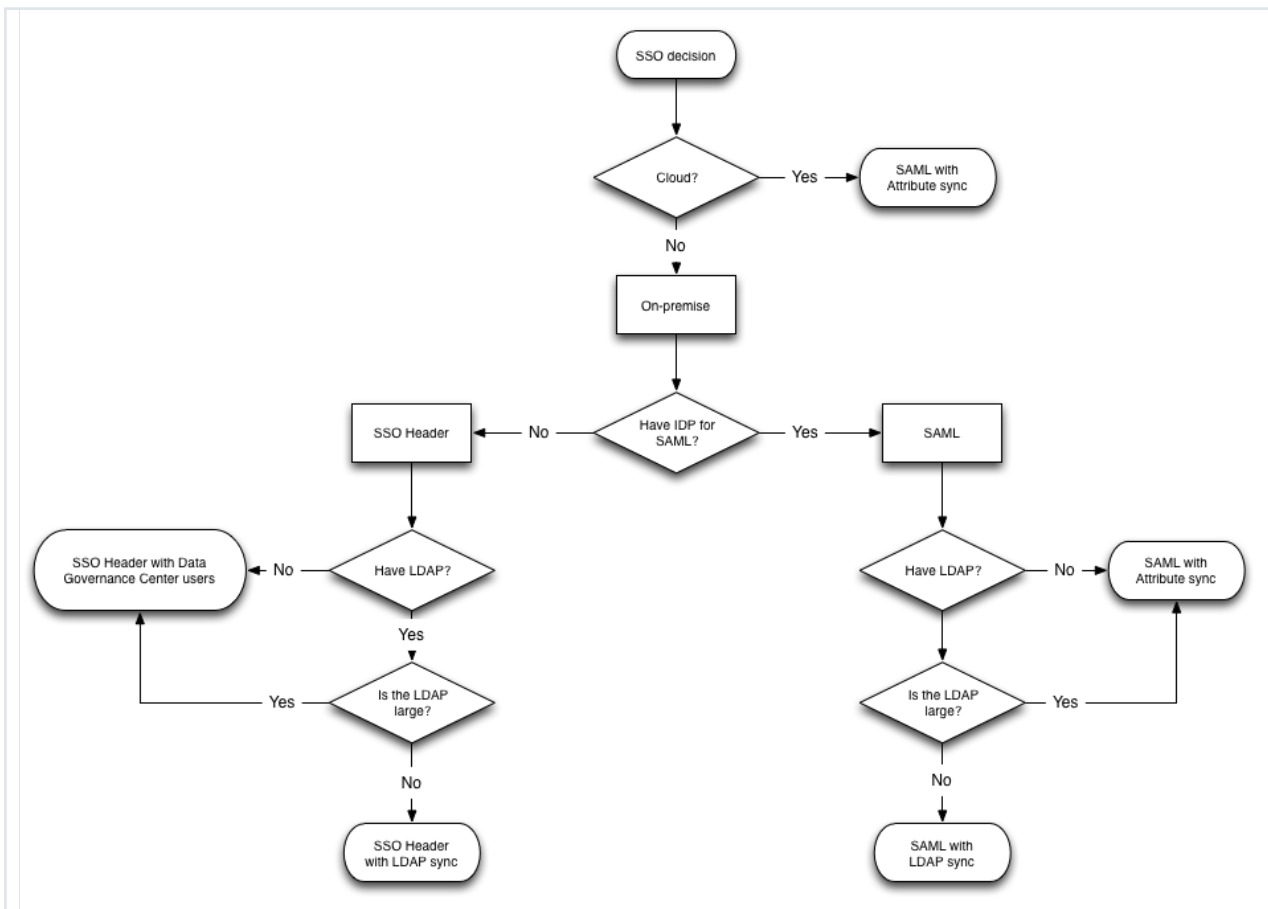 SSO decision
Cloud?
Yes
SAML with
Attribute sync
No
On-premise
Have IDP for
SAML?
No
SSO Header
Yes
SAML
Have LDAP?
No
SSO Header with Data
Governance Center users
Have LDAP?
No
SAML with
Attribute sync
Yes
Is the LDAP
large?
Yes
Is the LDAP
large?
Yes
No
SSO Header
with LDAP sync
No
SAML with
LDAP sync